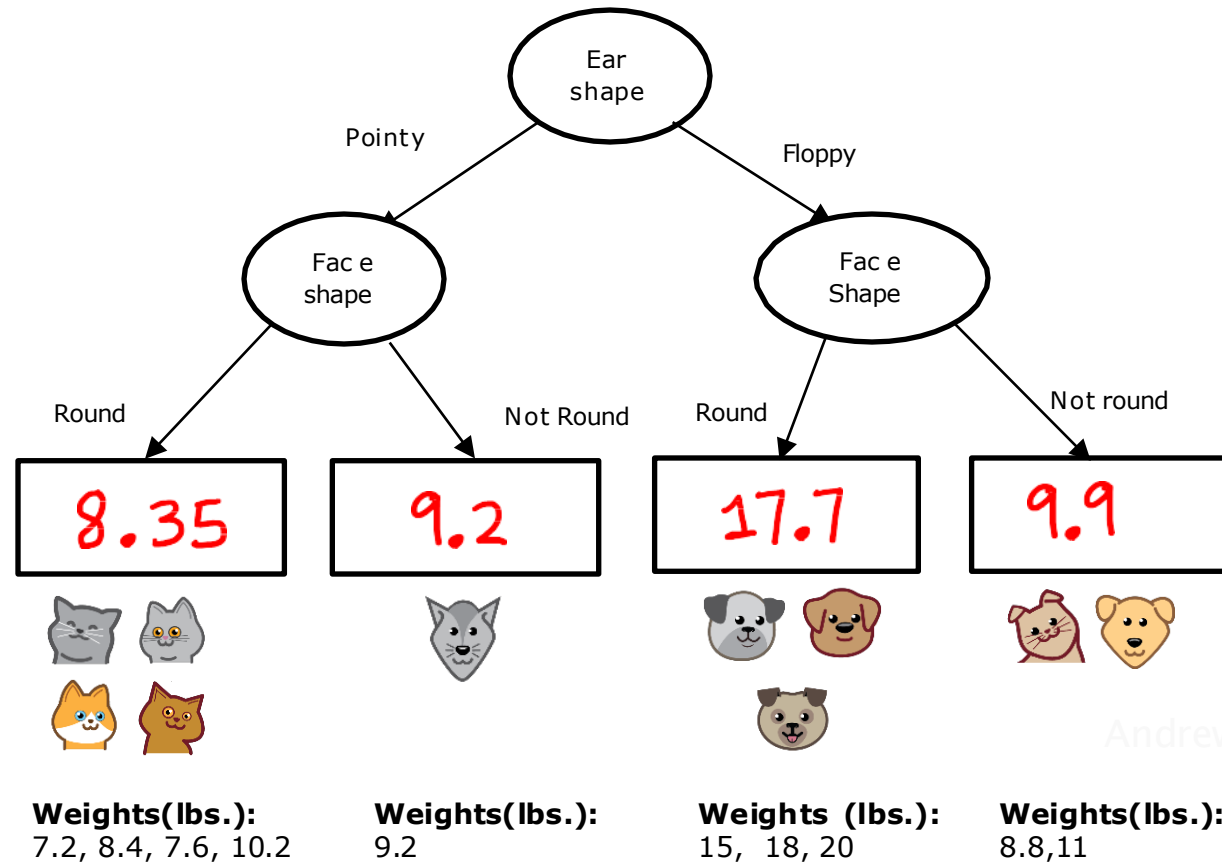 Ear
shape
Pointy
Floppy
Fac e
shape
Fac e
Shape
Round
Not Round
Round
Not round
8.35
9.2
17.7
9.9
Andrew
Weights(lbs.):
7.2, 8.4, 7.6, 10.2
Weights(lbs.):
9.2
Weights (lbs.):
15, 18, 20
Weights(lbs.):
8.8,11